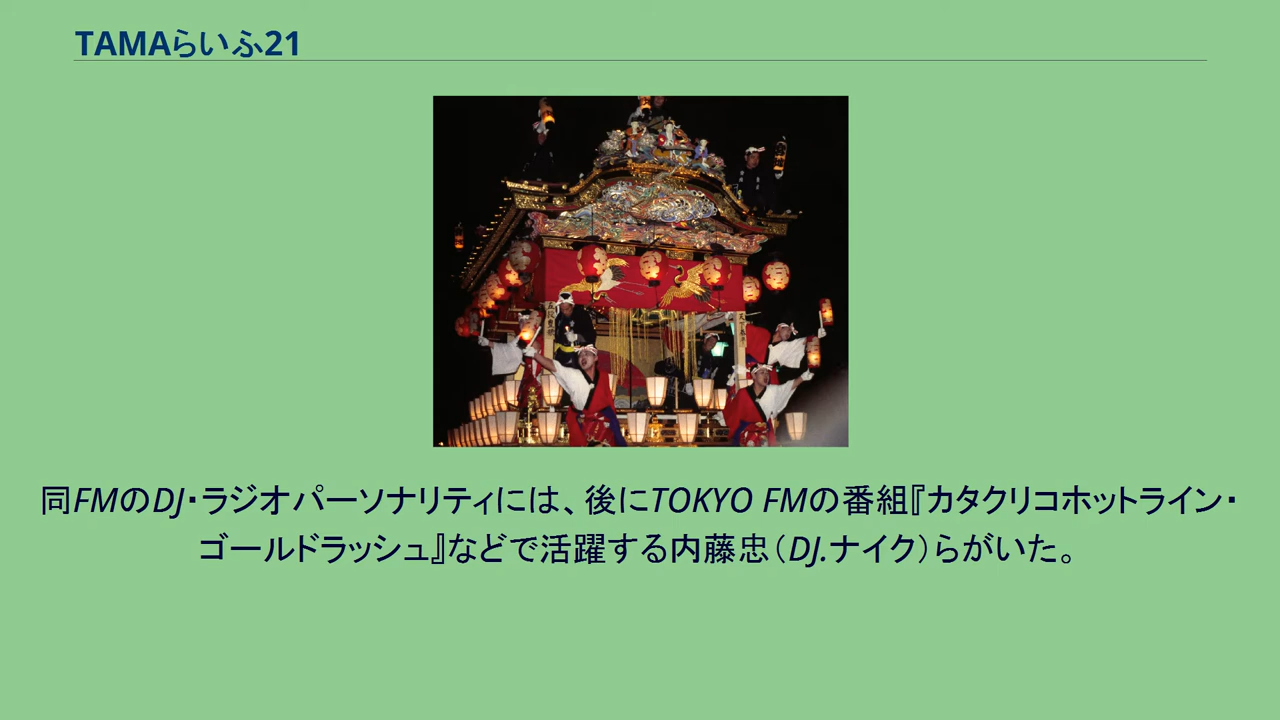 TAMAらいふ21
同FMのDJ・ラジオパーソナリティには、後にTOKYO FMの番組『カタクリコホットライン・
ゴールドラッシュ』などで活躍する内藤忠（DJ.ナイク）らがいた。